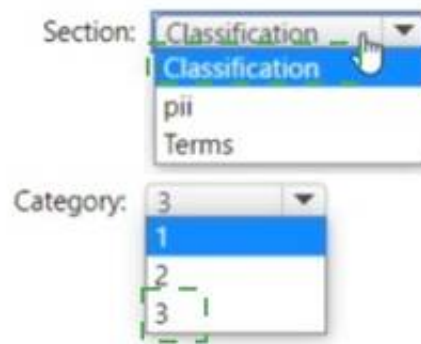 Section: Classification
Classification
pii
Terms
Category: 3
1
2
3